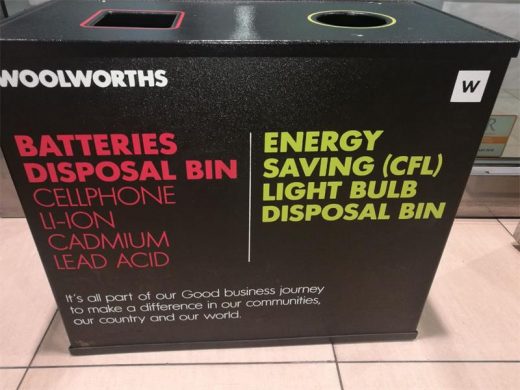 WOOLWORTHS
W
BATTERIES
DISPOSAL BIN
CELLPHONE
LI-ION
CADMIUM
LEAD ACID
ENERGY
SAVING (CFL)
LIGHT BULB
DISPOSAL BIN
It's all part of our Good business journey
to make a difference in our communities,
our country and our world.